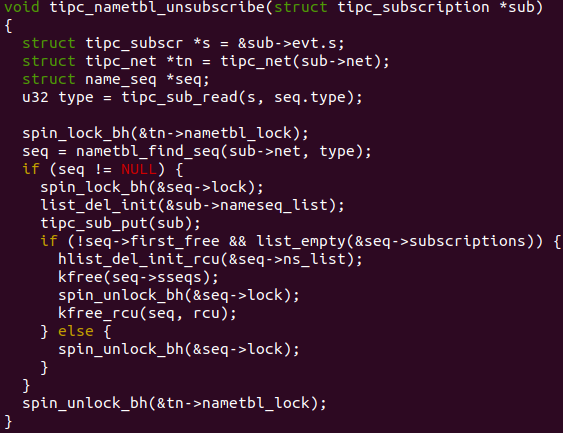 void tipc_nametbl_unsubscribe(struct tipc_subscription *sub)
{
  struct tipc_subscr *s = &sub->evt.s;
  struct tipc_net *tn = tipc_net(sub->net);
  struct name_seq *seq;
  u32 type = tipc_sub_read(s, seq.type);

  spin_lock_bh(&tn->nametbl_lock);
  seq = nametbl_find_seq(sub->net, type);
  if (seq != NULL) {
    spin_lock_bh(&seq->lock);
    list_del_init(&sub->nameseq_list);
    tipc_sub_put(sub);
    if (!seq->first_free && list_empty(&seq->subscriptions)) {
      hlist_del_init_rcu(&seq->ns_list);
      kfree(seq->sseqs);
      spin_unlock_bh(&seq->lock);
      kfree_rcu(seq, rcu);
    } else {
      spin_unlock_bh(&seq->lock);
    }
  }
  spin_unlock_bh(&tn->nametbl_lock);
}